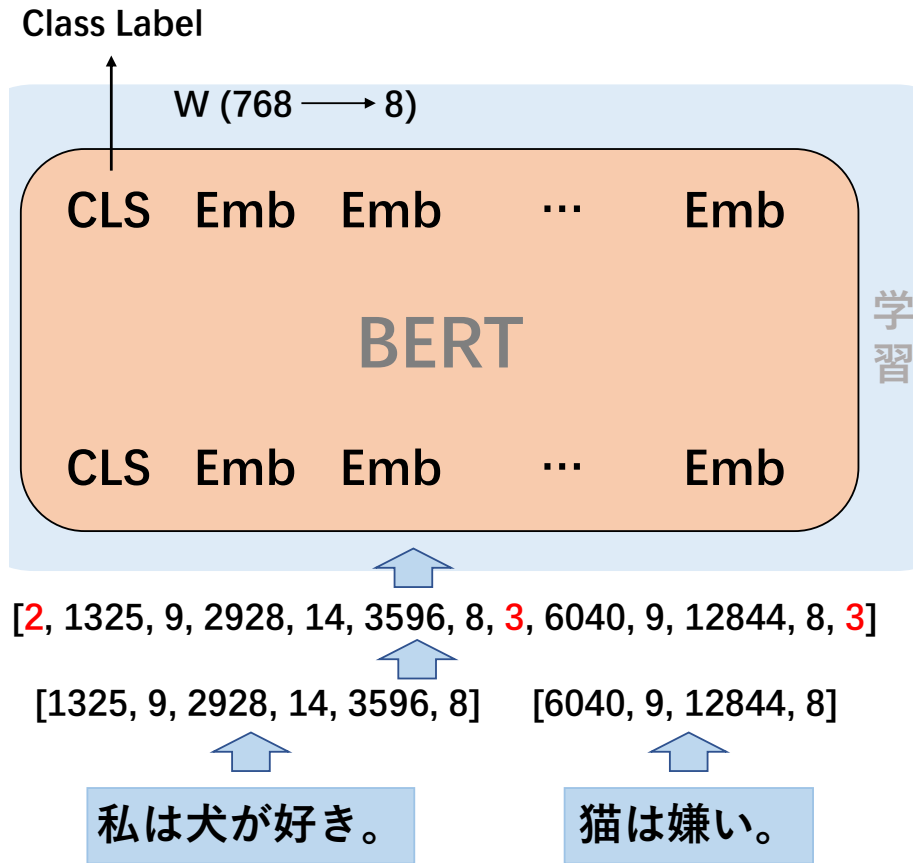 Class Label
W (768 → 8)
CLS Emb Emb … Emb
BERT
学習
CLS Emb Emb … Emb
[2, 1325, 9, 2928, 14, 3596, 8, 3, 6040, 9, 12844, 8, 3]
[1325, 9, 2928, 14, 3596, 8] [6040, 9, 12844, 8]
私は犬が好き。 猫は嫌い。